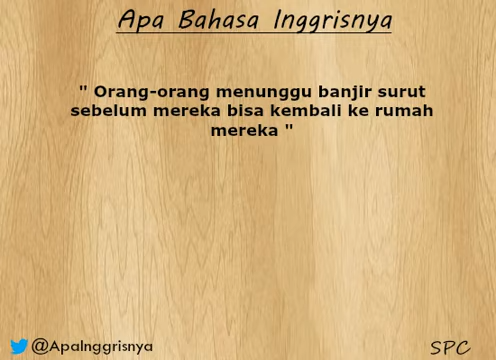 Apa Bahasa Inggrisnya
" Orang-orang menunggu banjir surut
sebelum mereka bisa kembali ke rumah
mereka "
@ApaInggrisnya
SPC